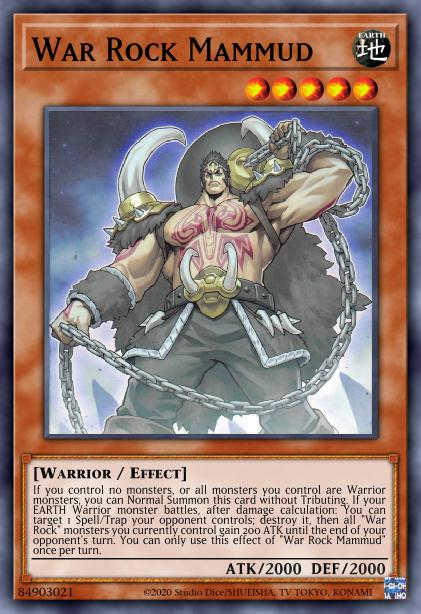 War Rock Mammud
EARTH
地
[Warrior / Effect]
If you control no monsters, or all monsters you control are Warrior
monsters, you can Normal Summon this card without Tributing. If your
EARTH Warrior monster battles, after damage calculation: You can
target 1 Spell/Trap your opponent controls; destroy it, then all "War
Rock" monsters you currently control gain 200 ATK until the end of your
opponent's turn. You can only use this effect of "War Rock Mammud"
once per turn.
ATK/2000 DEF/2000
84903021
©2020 Studio Dice/SHUEISHA, TV TOKYO, KONAMI